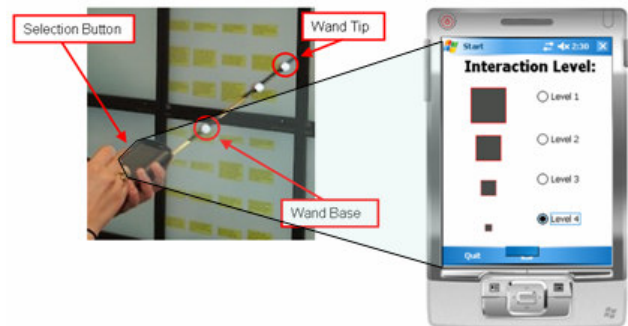 Selection Button
Wand Tip
Wand Base
Start
2:30
Interaction Level:
Level 1
Level 2
Level 3
Level 4
Quit